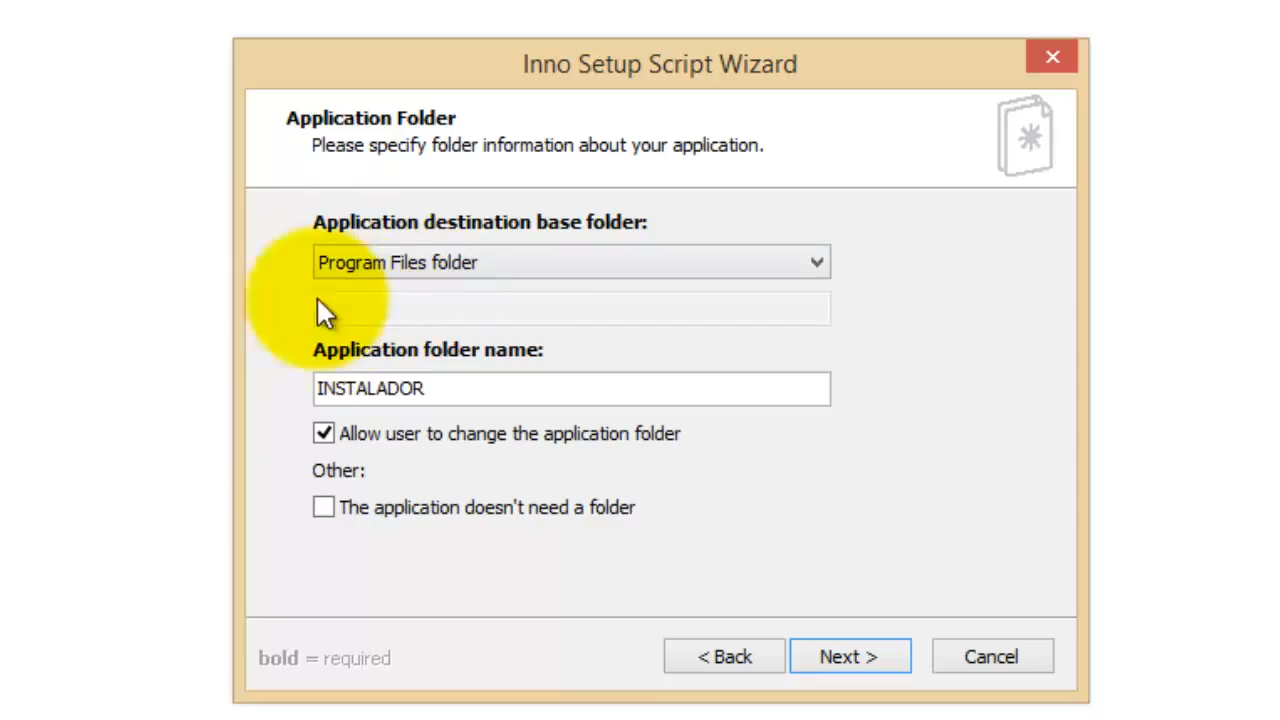 Inno Setup Script Wizard
Application Folder
Please specify folder information about your application.
Application destination base folder:
Program Files folder
Application folder name:
INSTALADOR
Allow user to change the application folder
Other:
The application doesn't need a folder
bold = required
< Back
Next >
Cancel